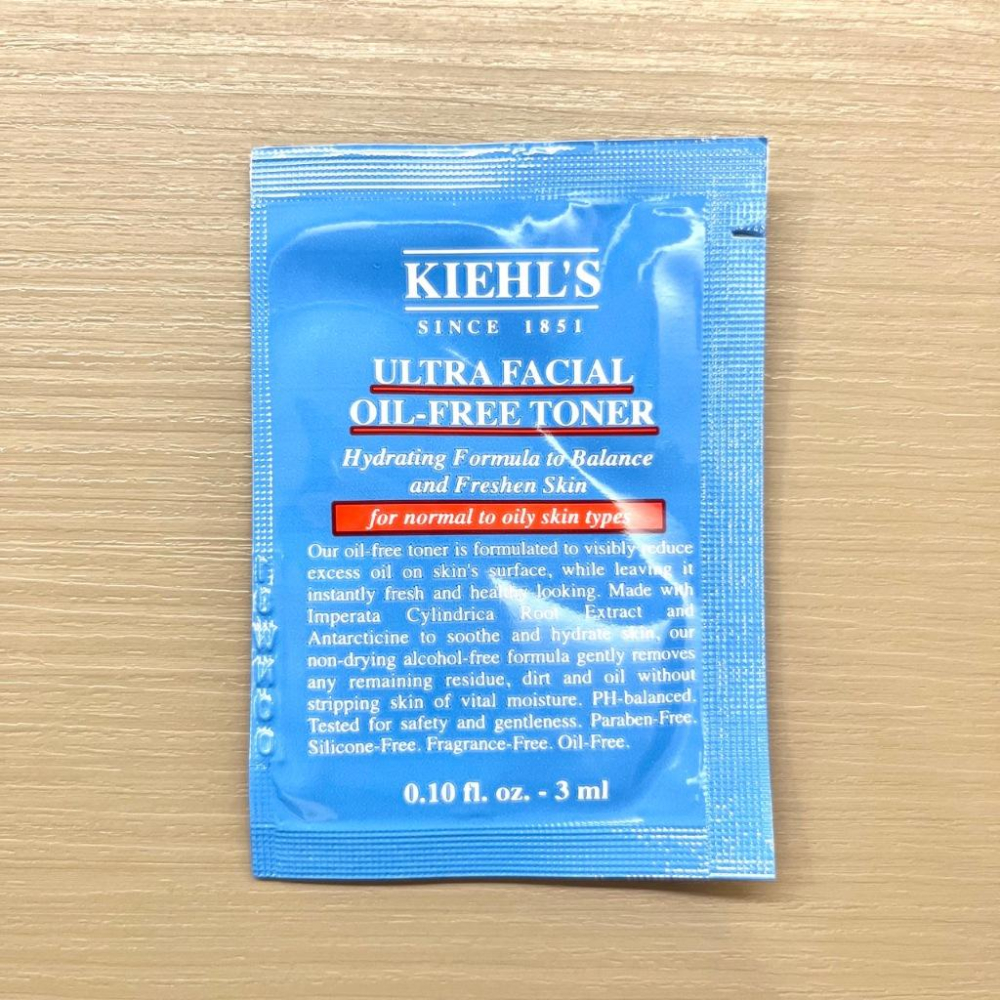 KIEHL'S
SINCE 1851
ULTRA FACIAL
OIL-FREE TONER
Hydrating Formula to Balance
and Freshen Skin
for normal to oily skin types
Our oil-free toner is formulated to visibly reduce
excess oil on skin's surface, while leaving it
instantly fresh and healthy looking. Made with
Imperata Cylindrica Root Extract and
Antarcticine to soothe and hydrate skin, our
non-drying alcohol-free formula gently removes
any remaining residue, dirt and oil without
stripping skin of vital moisture. PH-balanced.
Tested for safety and gentleness. Paraben-Free.
Silicone-Free. Fragrance-Free. Oil-Free.
0.10 fl. oz. - 3 ml